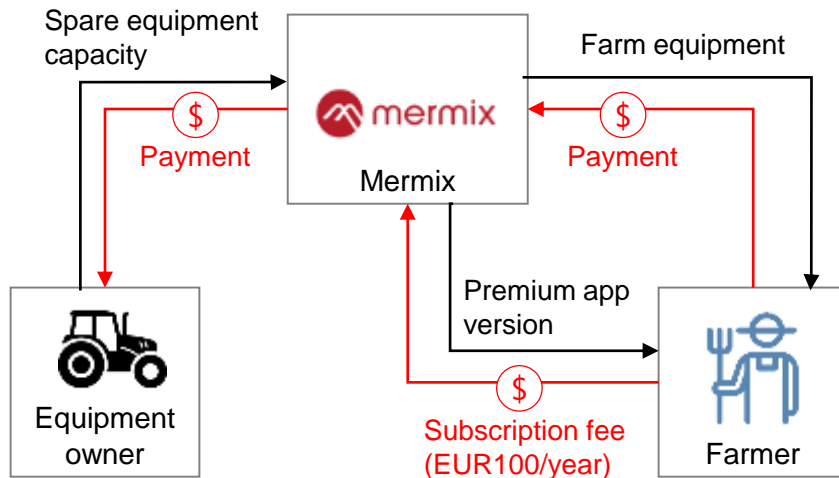 Spare equipment
capacity
Farm equipment
$
Payment
mermix
Mermix
$
Payment
Premium app
version
$
Subscription fee
(EUR100/year)
Equipment
owner
Farmer